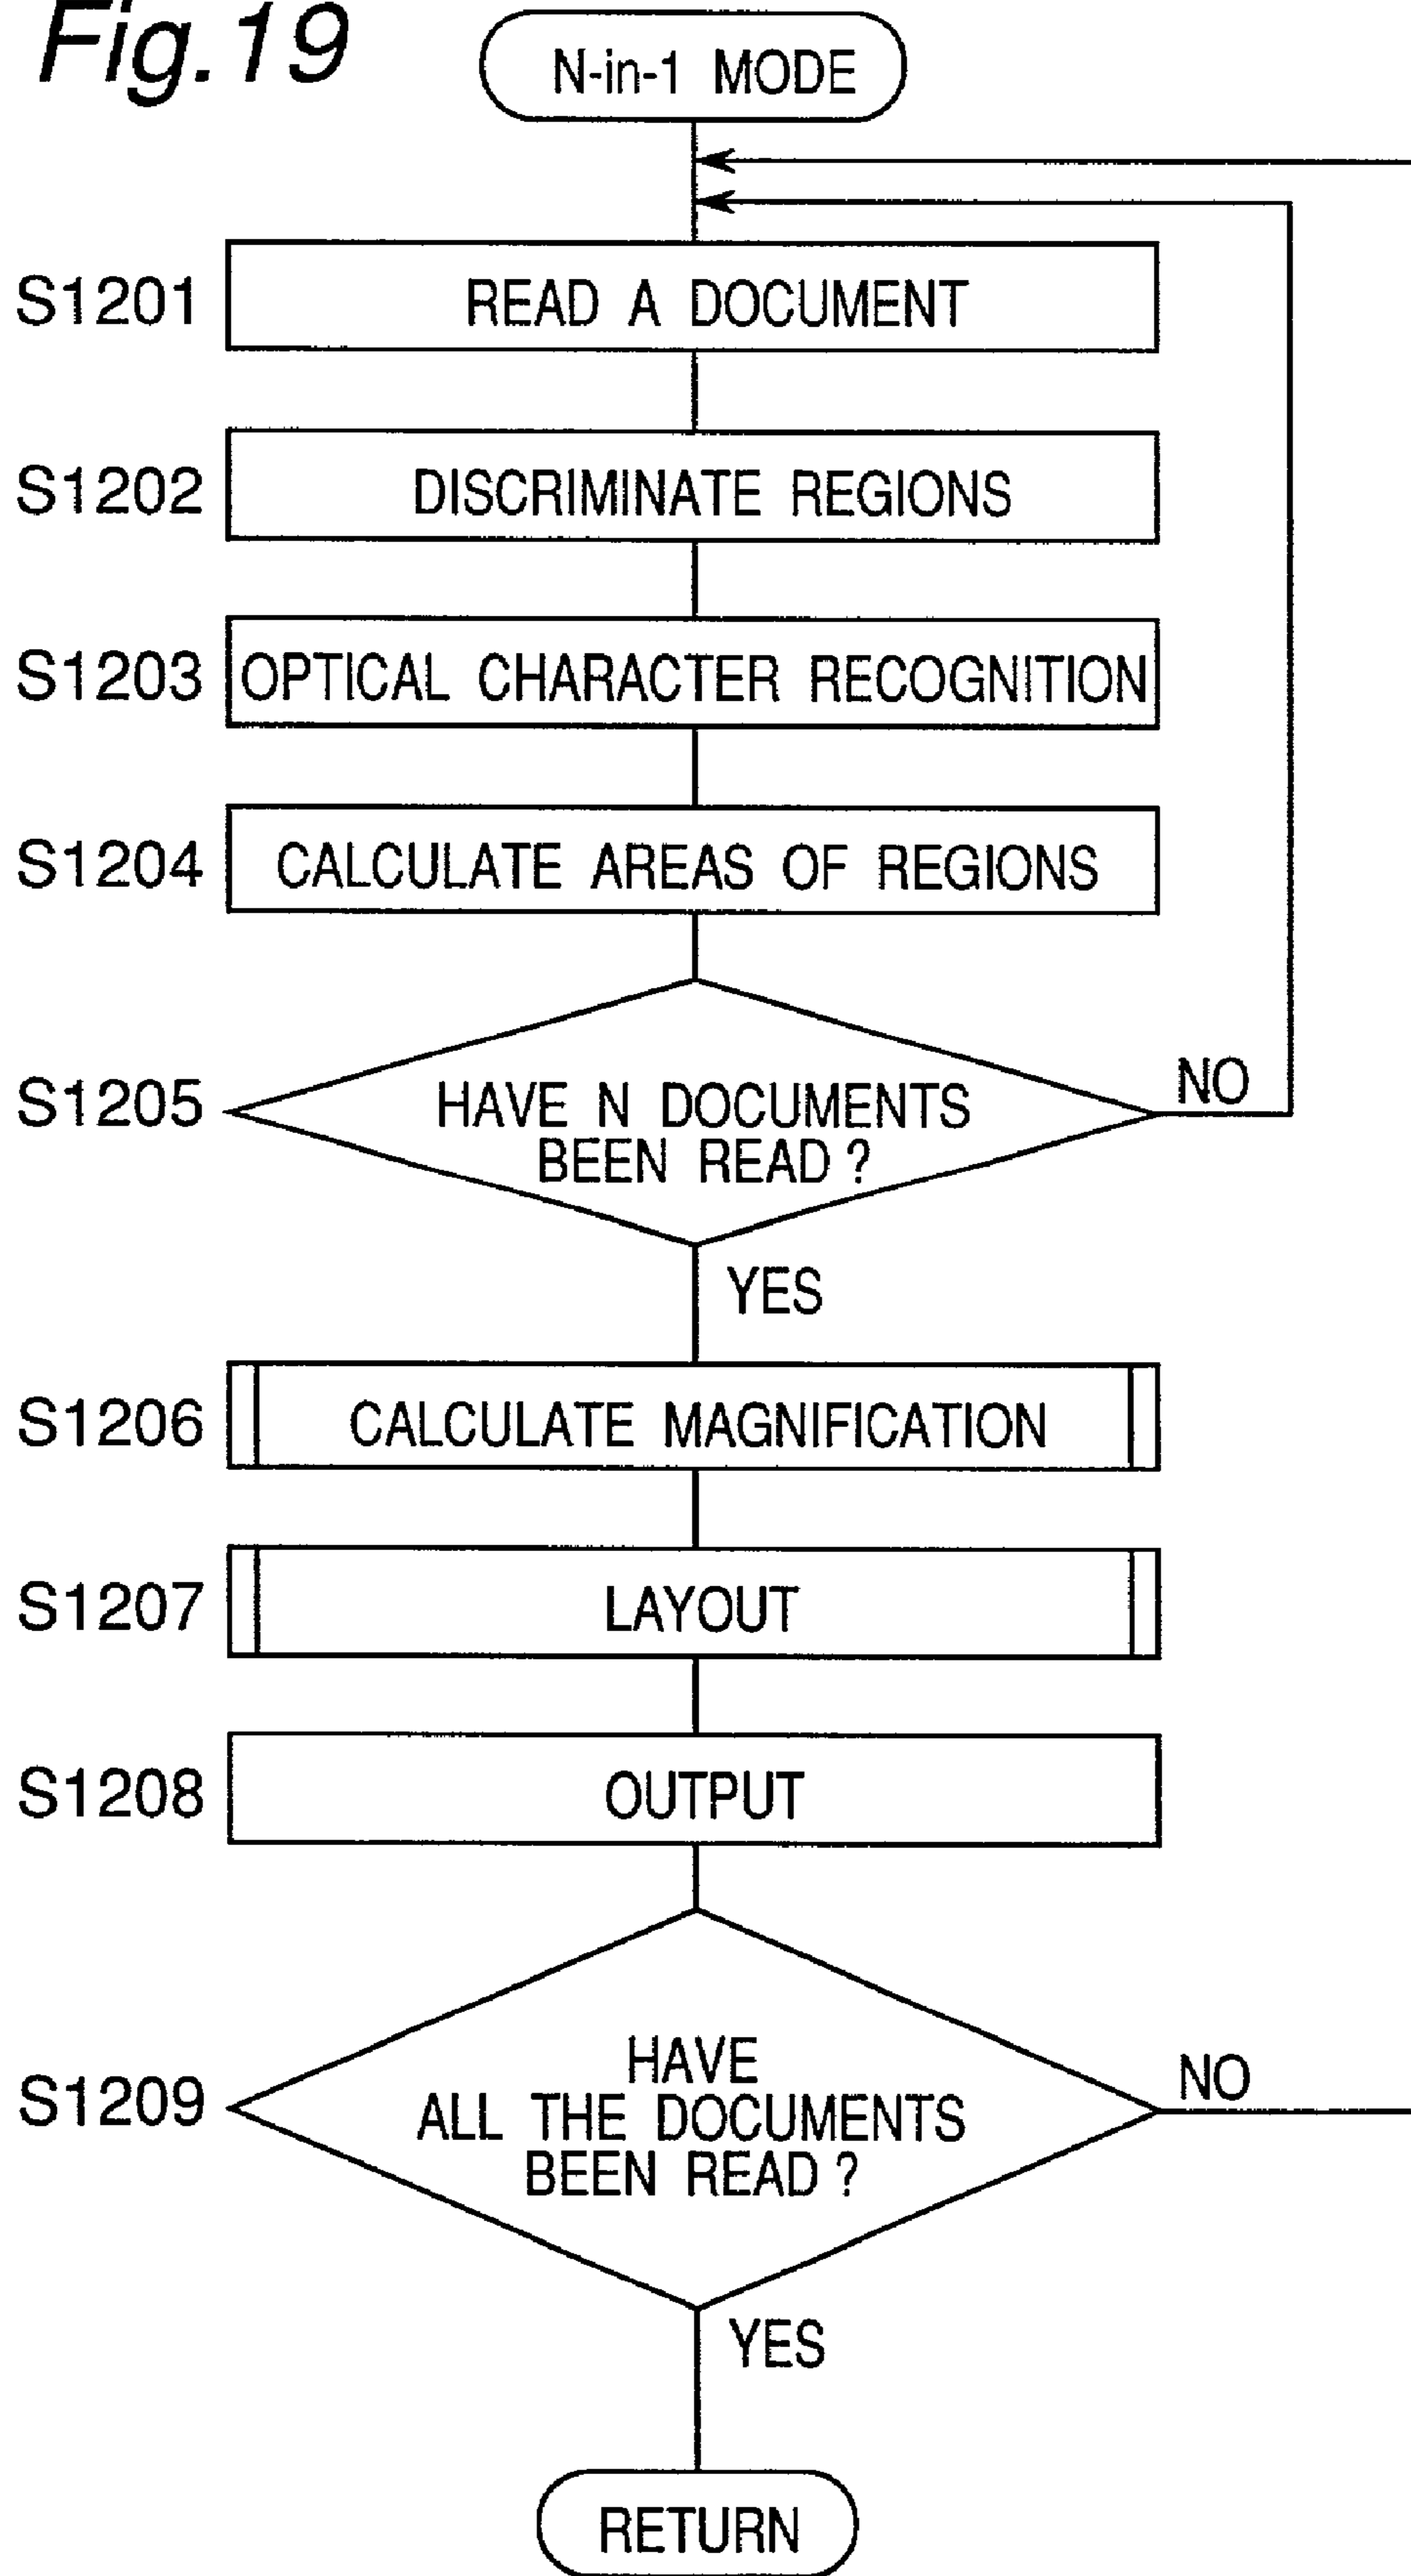 Fig.19
N-in-1 MODE
S1201
READ A DOCUMENT
S1202
DISCRIMINATE REGIONS
S1203
OPTICAL CHARACTER RECOGNITION
S1204
CALCULATE AREAS OF REGIONS
S1205
HAVE N DOCUMENTS
BEEN READ ?
NO
YES
S1206
CALCULATE MAGNIFICATION
S1207
LAYOUT
S1208
OUTPUT
S1209
HAVE
ALL THE DOCUMENTS
BEEN READ ?
NO
YES
RETURN